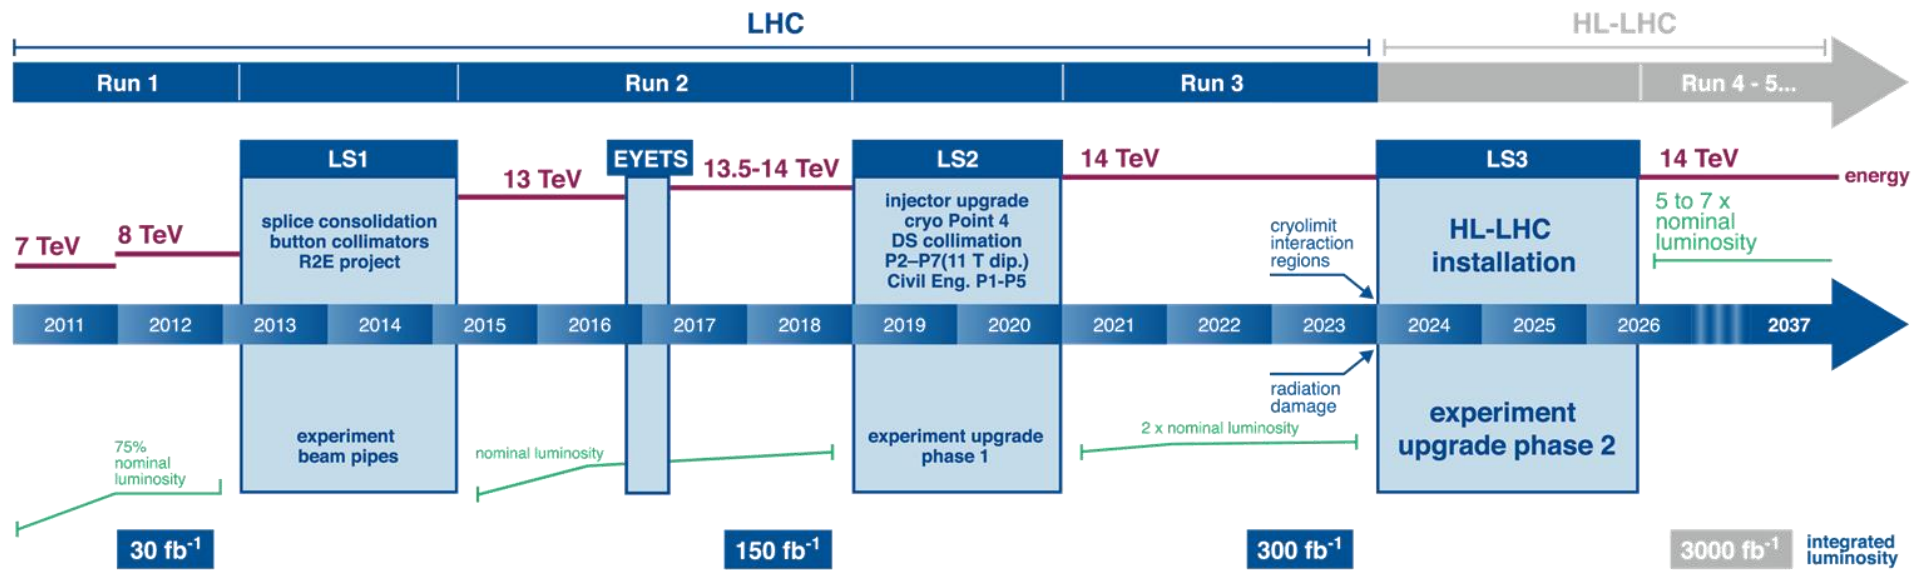 LHC
HL-LHC
Run 1
Run 2
Run 3
Run 4 - 5...
LS1
EYETS
LS2
LS3
7 TeV
8 TeV
13 TeV
13.5-14 TeV
14 TeV
14 TeV
energy
splice consolidation
button collimators
R2E project
injector upgrade
cryo Point 4
DS collimation
P2–P7(11 T dip.)
Civil Eng. P1-P5
cryolimit
interaction
regions
HL-LHC
installation
5 to 7 x
nominal
luminosity
2011
2012
2013
2014
2015
2016
2017
2018
2019
2020
2021
2022
2023
2024
2025
2026
2037
75%
nominal
luminosity
experiment
beam pipes
nominal luminosity
experiment upgrade
phase 1
2 x nominal luminosity
radiation
damage
experiment
upgrade phase 2
30 fb⁻¹
150 fb⁻¹
300 fb⁻¹
3000 fb⁻¹
integrated
luminosity